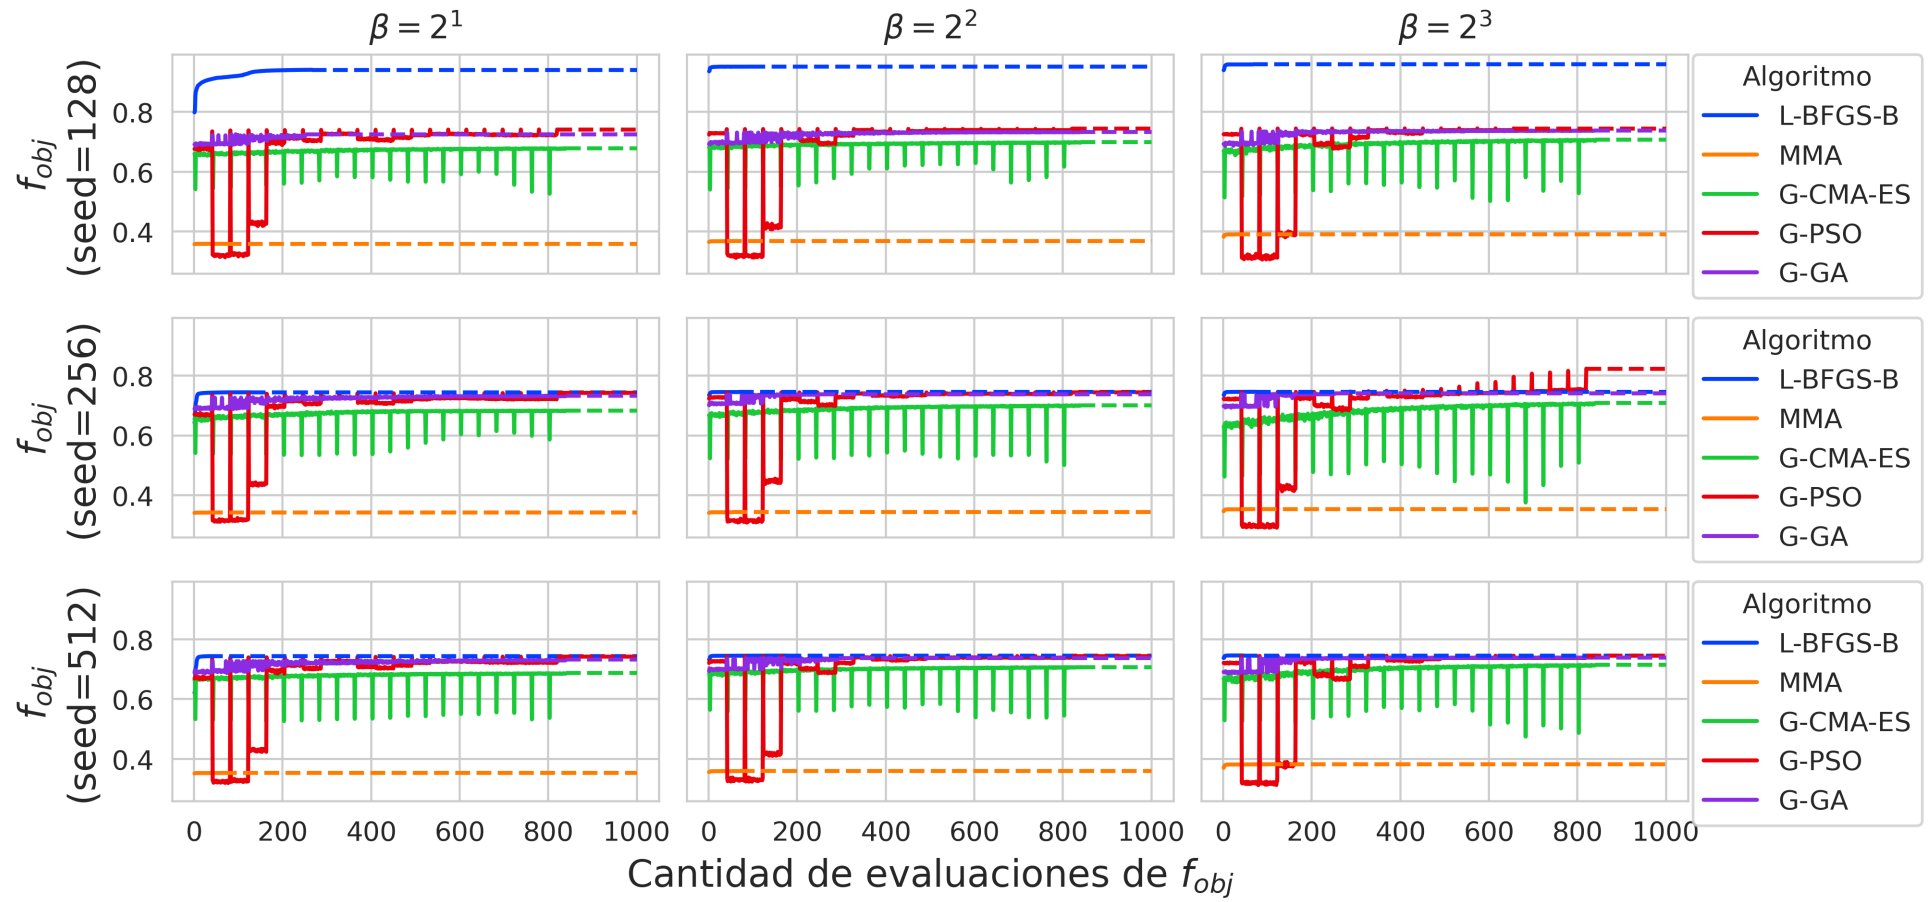 β = 2¹
β = 2²
β = 2³
f_obj
(seed=128)
0.8
0.6
0.4
Algoritmo
L-BFGS-B
MMA
G-CMA-ES
G-PSO
G-GA
f_obj
(seed=256)
0.8
0.6
0.4
Algoritmo
L-BFGS-B
MMA
G-CMA-ES
G-PSO
G-GA
f_obj
(seed=512)
0.8
0.6
0.4
Algoritmo
L-BFGS-B
MMA
G-CMA-ES
G-PSO
G-GA
0 200 400 600 800 1000
0 200 400 600 800 1000
0 200 400 600 800 1000
Cantidad de evaluaciones de f_obj